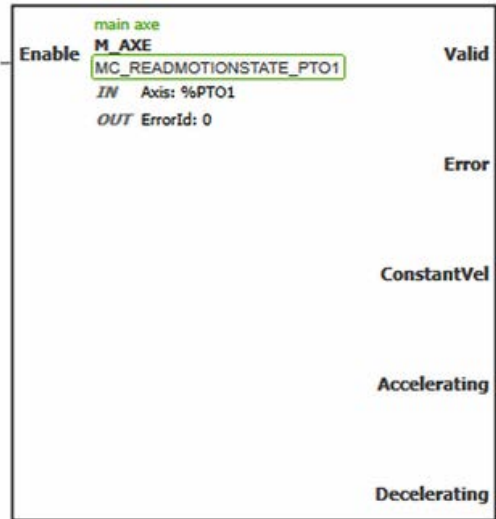 main axe
Enable M_AXE Valid
MC_READMOTIONSTATE_PTO1
IN Axis: %PTO1
OUT ErrorId: 0
Error
ConstantVel
Accelerating
Decelerating